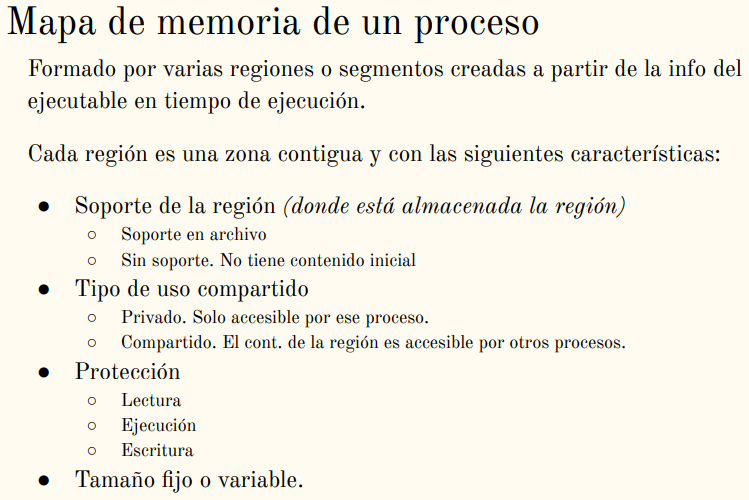 Mapa de memoria de un proceso
Formado por varias regiones o segmentos creadas a partir de la info del
ejecutable en tiempo de ejecución.
Cada región es una zona contigua y con las siguientes características:
● Soporte de la región (donde está almacenada la región)
○ Soporte en archivo
○ Sin soporte. No tiene contenido inicial
● Tipo de uso compartido
○ Privado. Solo accesible por ese proceso.
○ Compartido. El cont. de la región es accesible por otros procesos.
● Protección
○ Lectura
○ Ejecución
○ Escritura
● Tamaño fijo o variable.